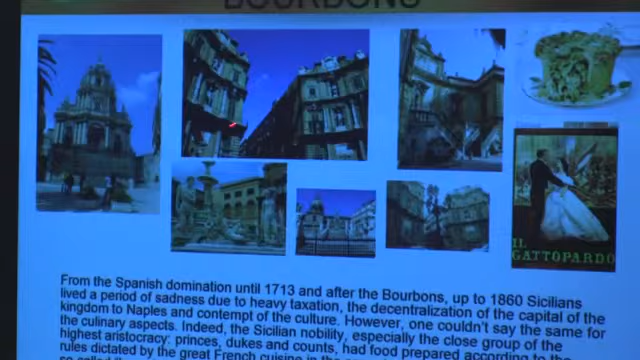 BOURBONS
IL
GATTOPARDO
From the Spanish domination until 1713 and after the Bourbons, up to 1860 Sicilians
lived a period of sadness due to heavy taxation, the decentralization of the capital of the
kingdom to Naples and contempt of the culture. However, one couldn't say the same for
the culinary aspects. Indeed, the Sicilian nobility, especially the close group of the
highest aristocracy: princes, dukes and counts, had food prepared according to the
rules dictated by the great French cuisine in the
so called